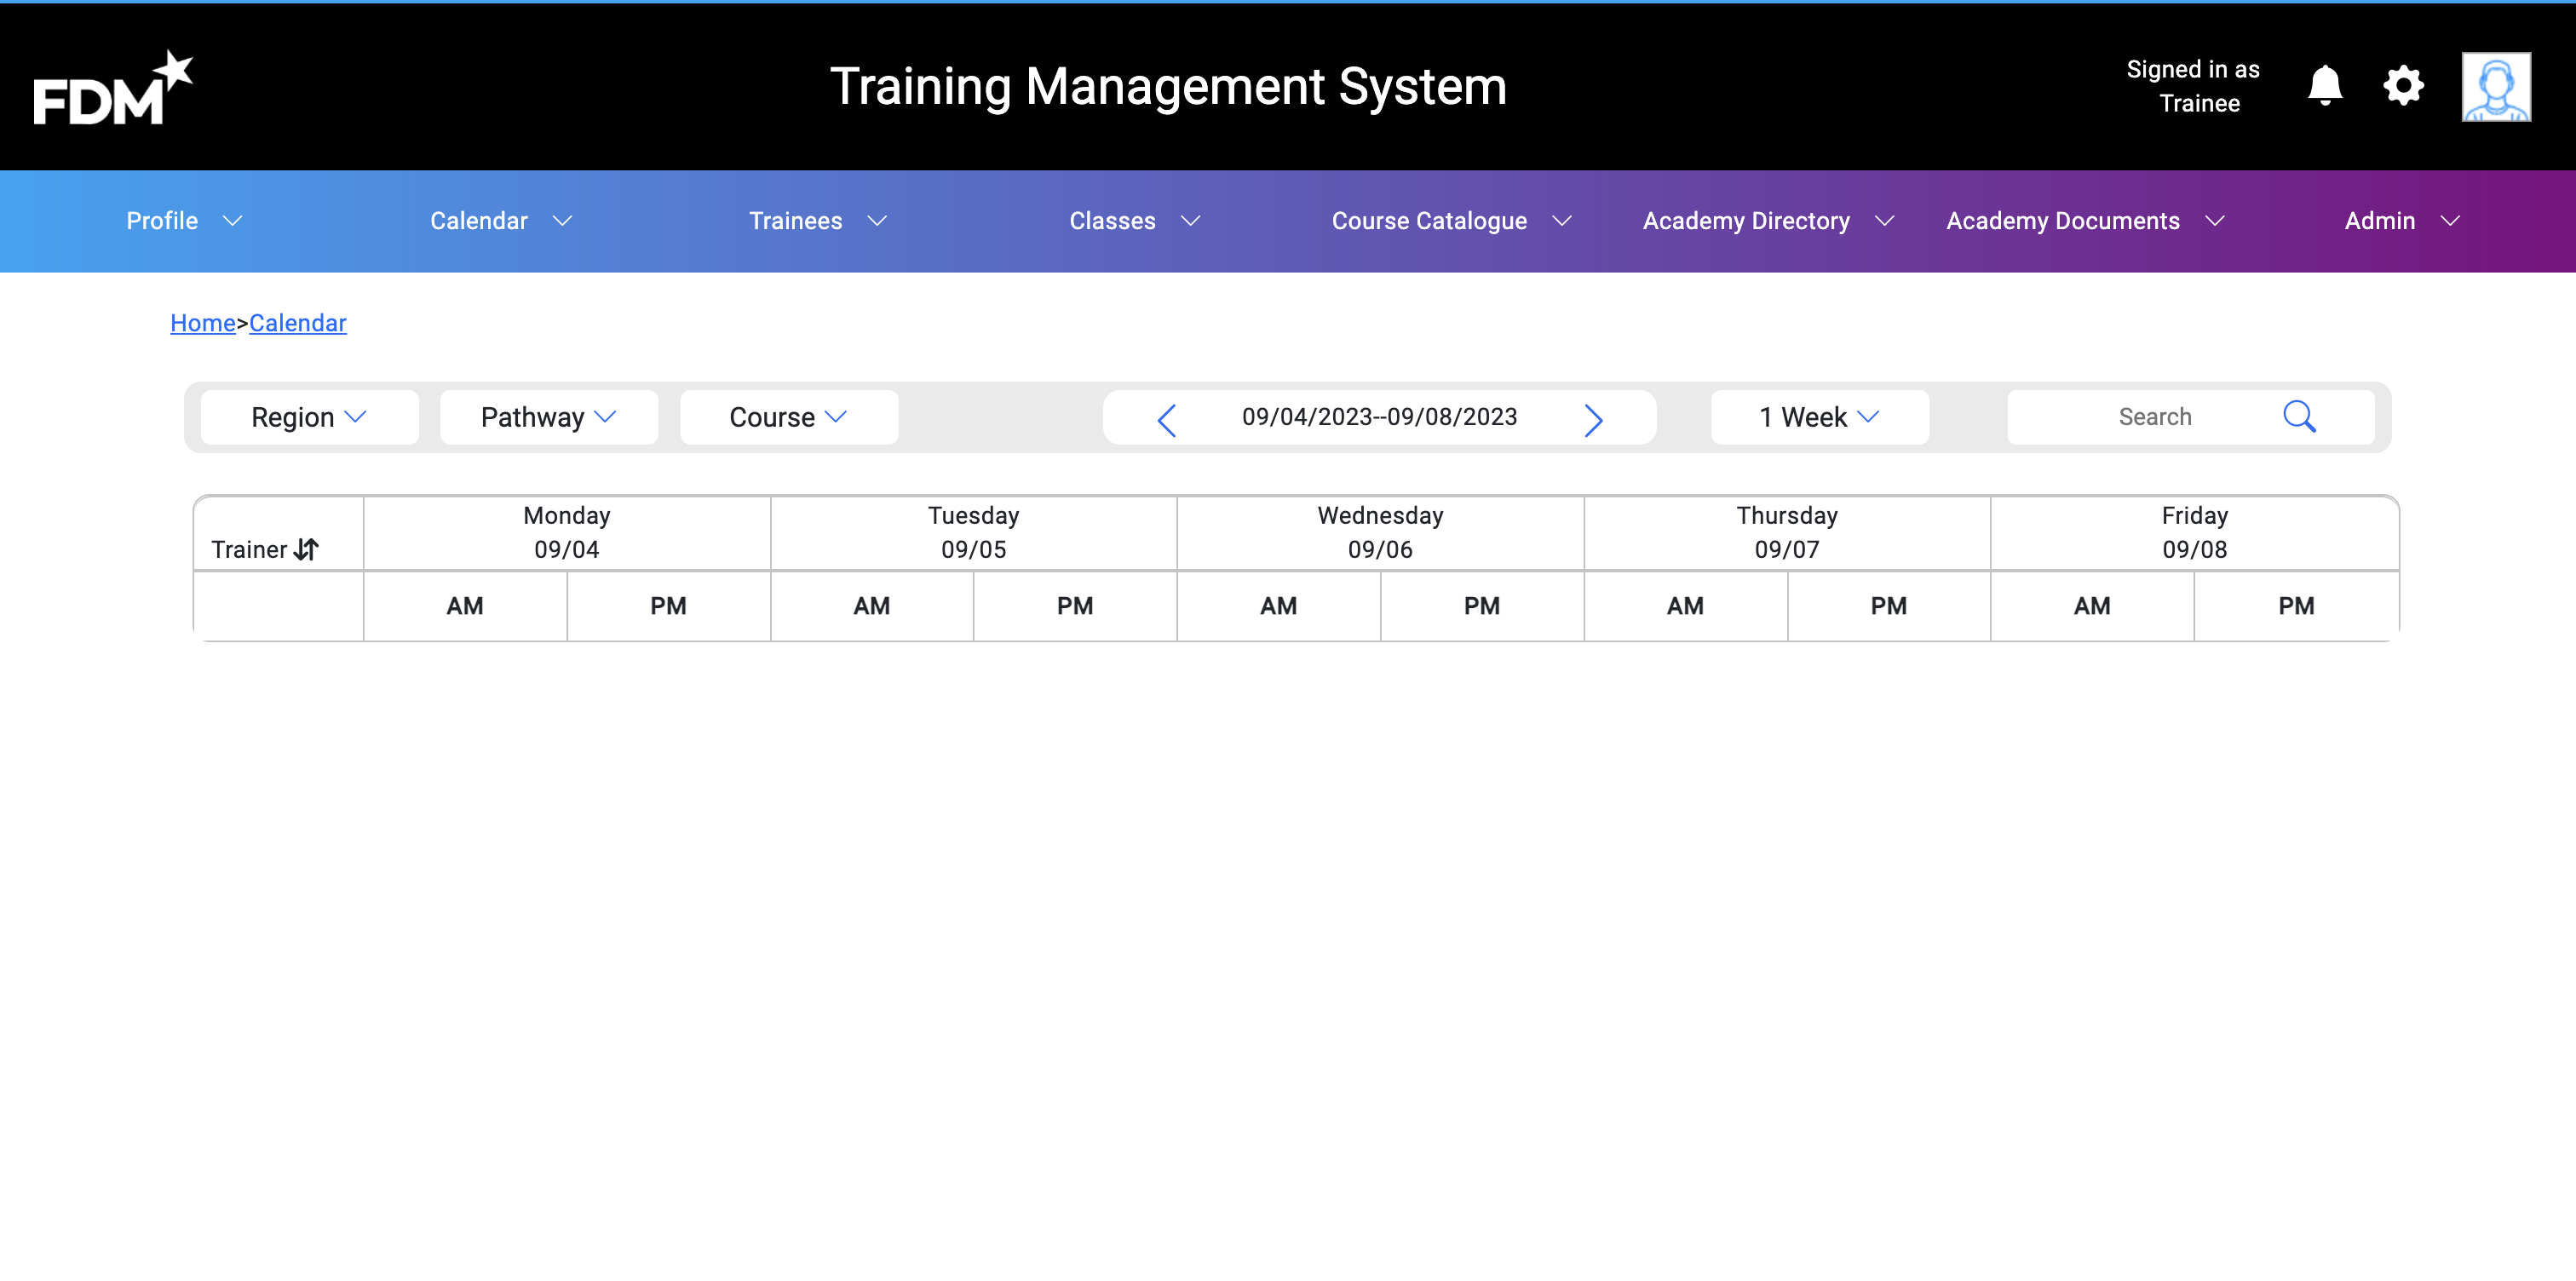 FDM
Training Management System
Signed in as
Trainee
Profile
Calendar
Trainees
Classes
Course Catalogue
Academy Directory
Academy Documents
Admin
Home>Calendar
Region
Pathway
Course
09/04/2023--09/08/2023
1 Week
Search
Trainer
Monday
09/04
Tuesday
09/05
Wednesday
09/06
Thursday
09/07
Friday
09/08
AM PM AM PM AM PM AM PM AM PM